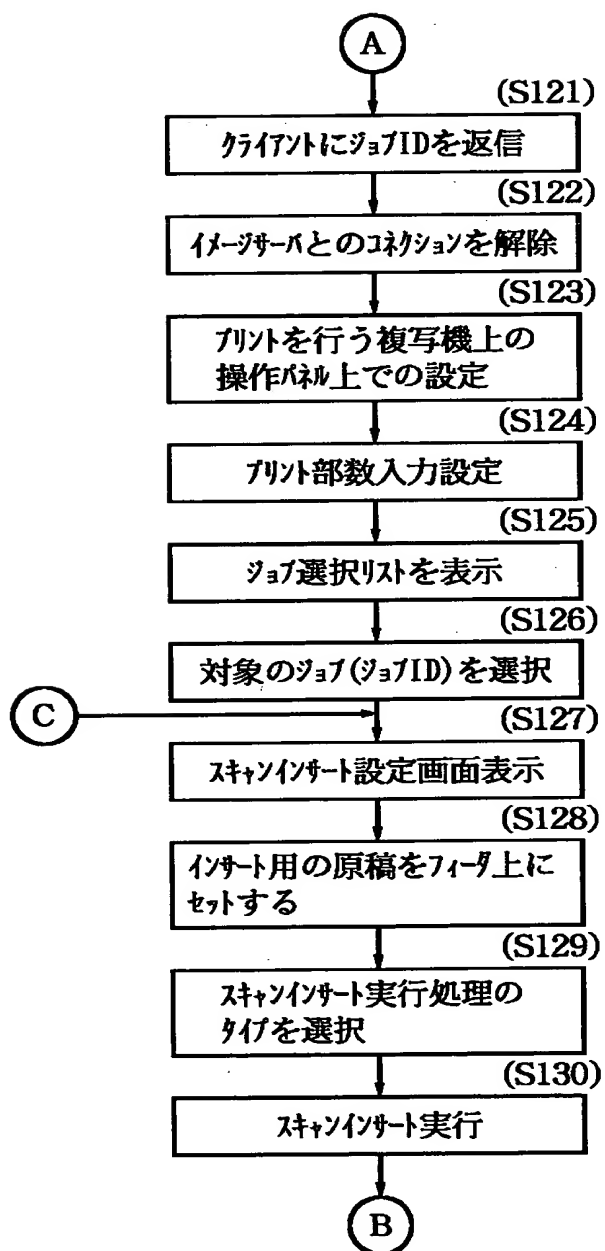 A
(S121)
クライアントにジョブIDを返信
(S122)
イメージサーバとのコネクションを解除
(S123)
プリントを行う複写機上の
操作パネル上での設定
(S124)
プリント部数入力設定
(S125)
ジョブ選択リストを表示
(S126)
対象のジョブ(ジョブID)を選択
C
(S127)
スキャンインサート設定画面表示
(S128)
インサート用の原稿をフィーダ上に
セットする
(S129)
スキャンインサート実行処理の
タイプを選択
(S130)
スキャンインサート実行
B